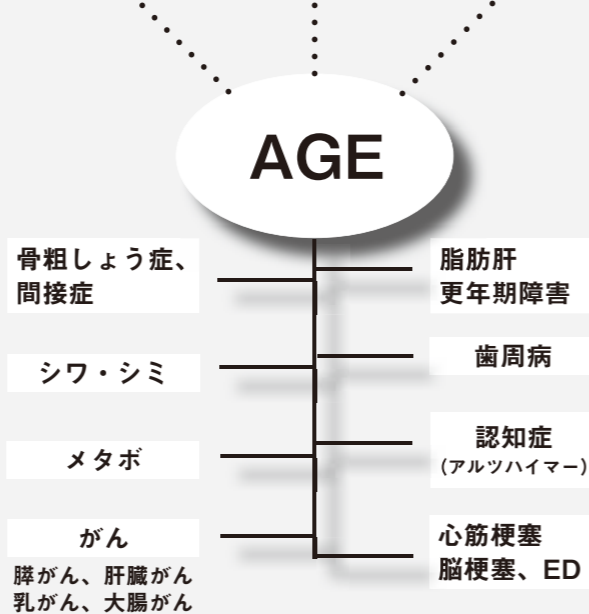 AGE
骨粗しょう症、
間接症
シワ・シミ
メタボ
がん
膵がん、肝臓がん
乳がん、大腸がん
脂肪肝
更年期障害
歯周病
認知症
(アルツハイマー)
心筋梗塞
脳梗塞、ED